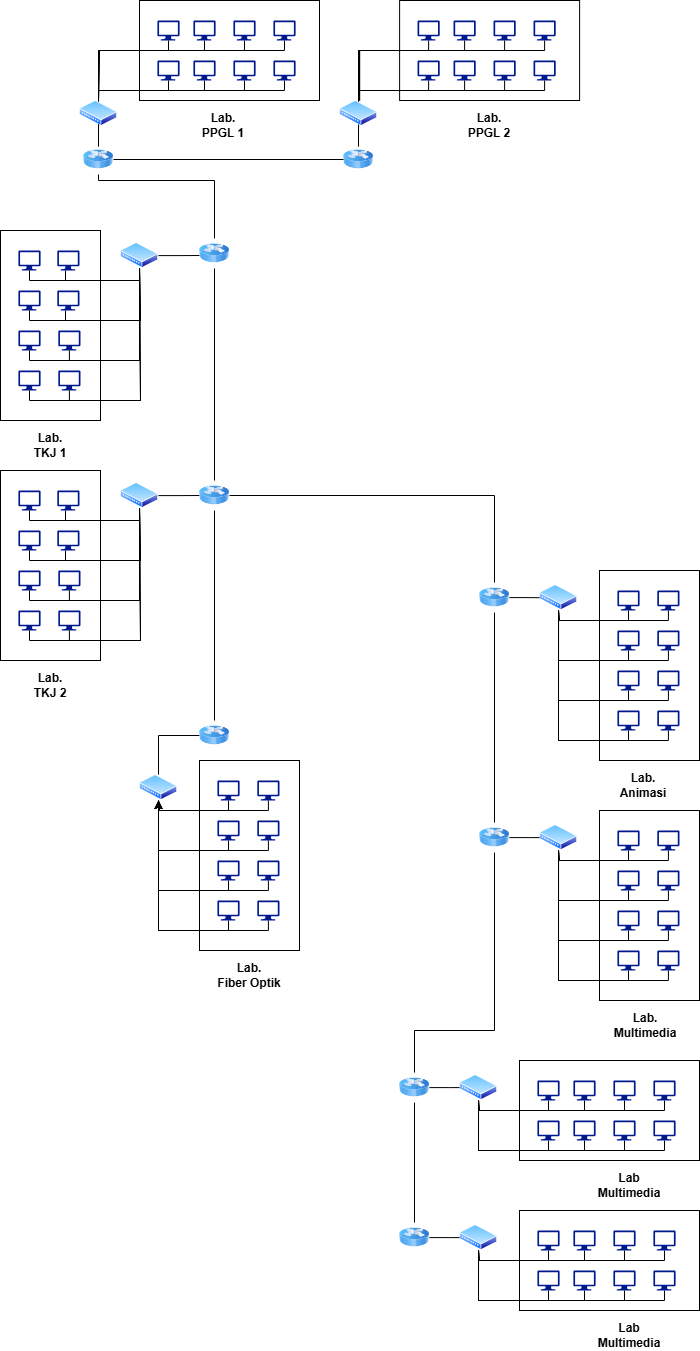 Lab.
PPGL 1
Lab.
PPGL 2
Lab.
TKJ 1
Lab.
TKJ 2
Lab.
Animasi
Lab.
Fiber Optik
Lab.
Multimedia
Lab
Multimedia
Lab
Multimedia